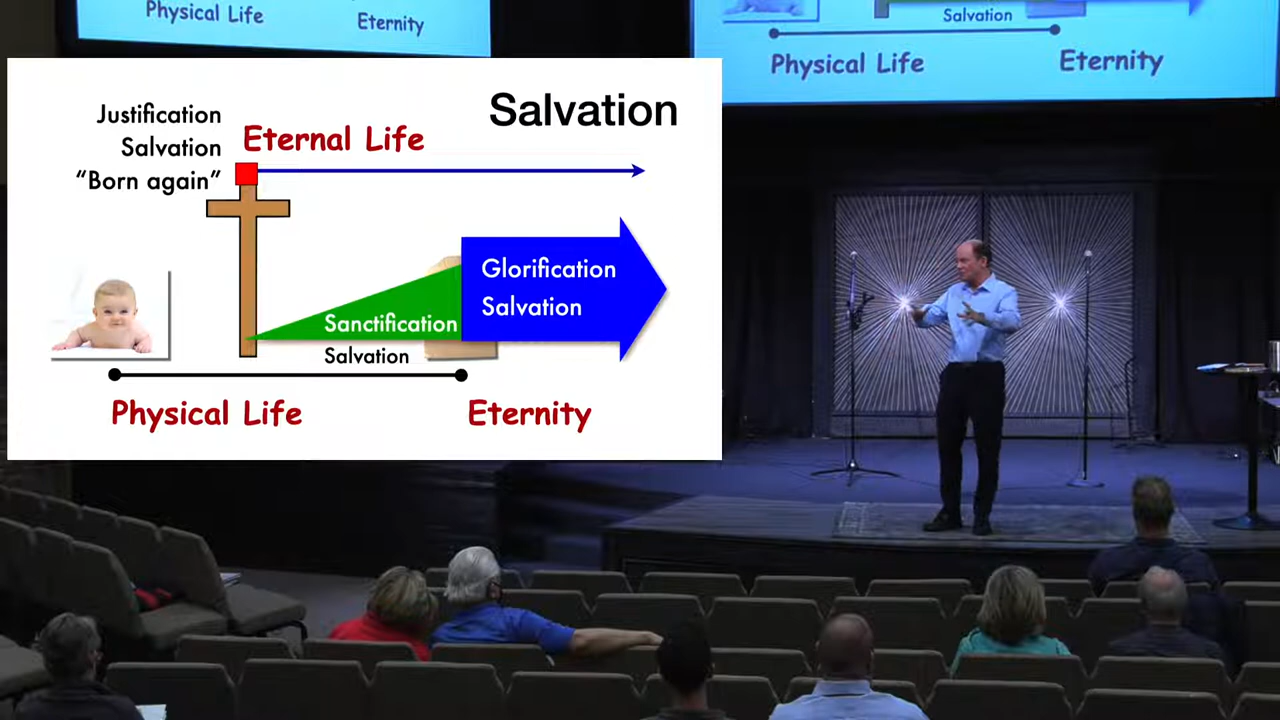 Physical Life
Eternity
Salvation
Physical Life
Eternity
Salvation
Justification
Salvation
“Born again”
Eternal Life
Glorification
Salvation
Sanctification
Salvation
Physical Life
Eternity